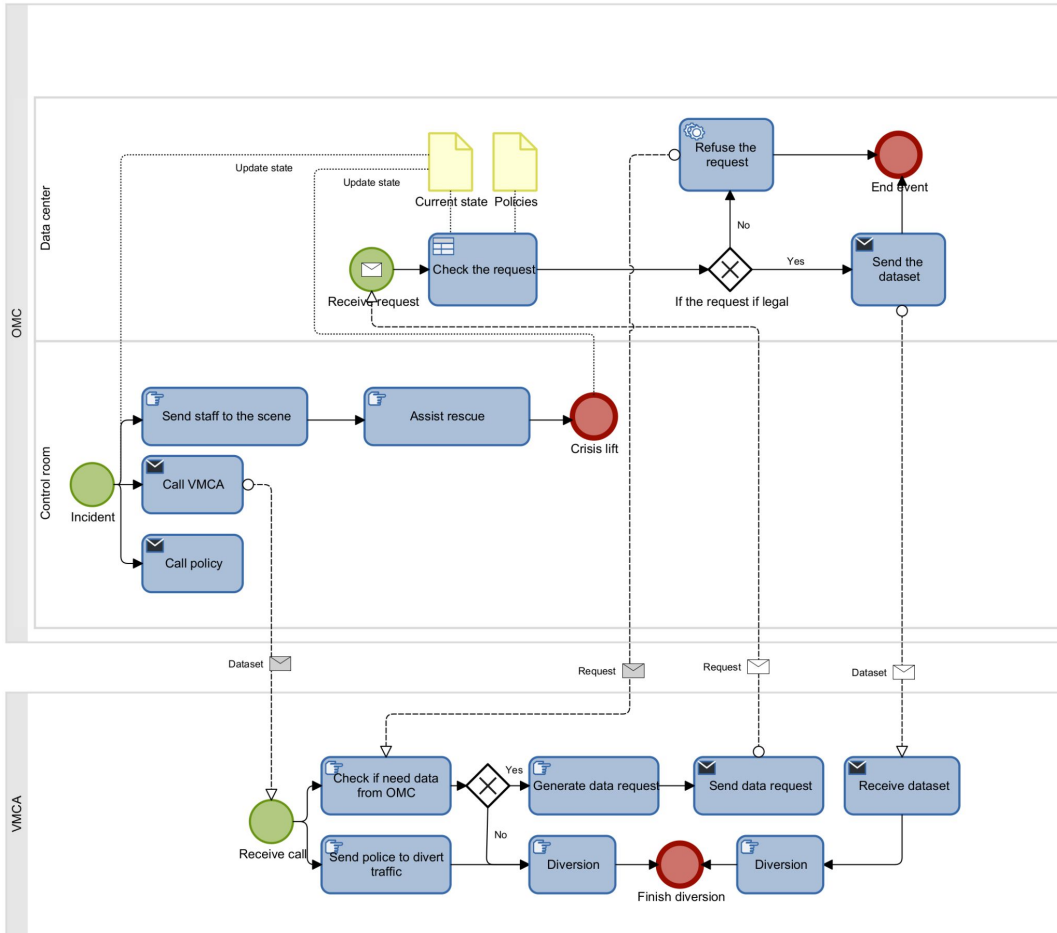 OMC
Data center
Update state
Update state
Current state
Policies
Refuse the
request
End event
No
Receive request
Check the request
If the request if legal
Yes
Send the
dataset
Control room
Send staff to the scene
Assist rescue
Crisis lift
Incident
Call VMCA
Call policy
Dataset
Request
Request
Dataset
VMCA
Receive call
Check if need data
from OMC
Yes
Generate data request
Send data request
Receive dataset
No
Send police to divert
traffic
Diversion
Finish diversion
Diversion